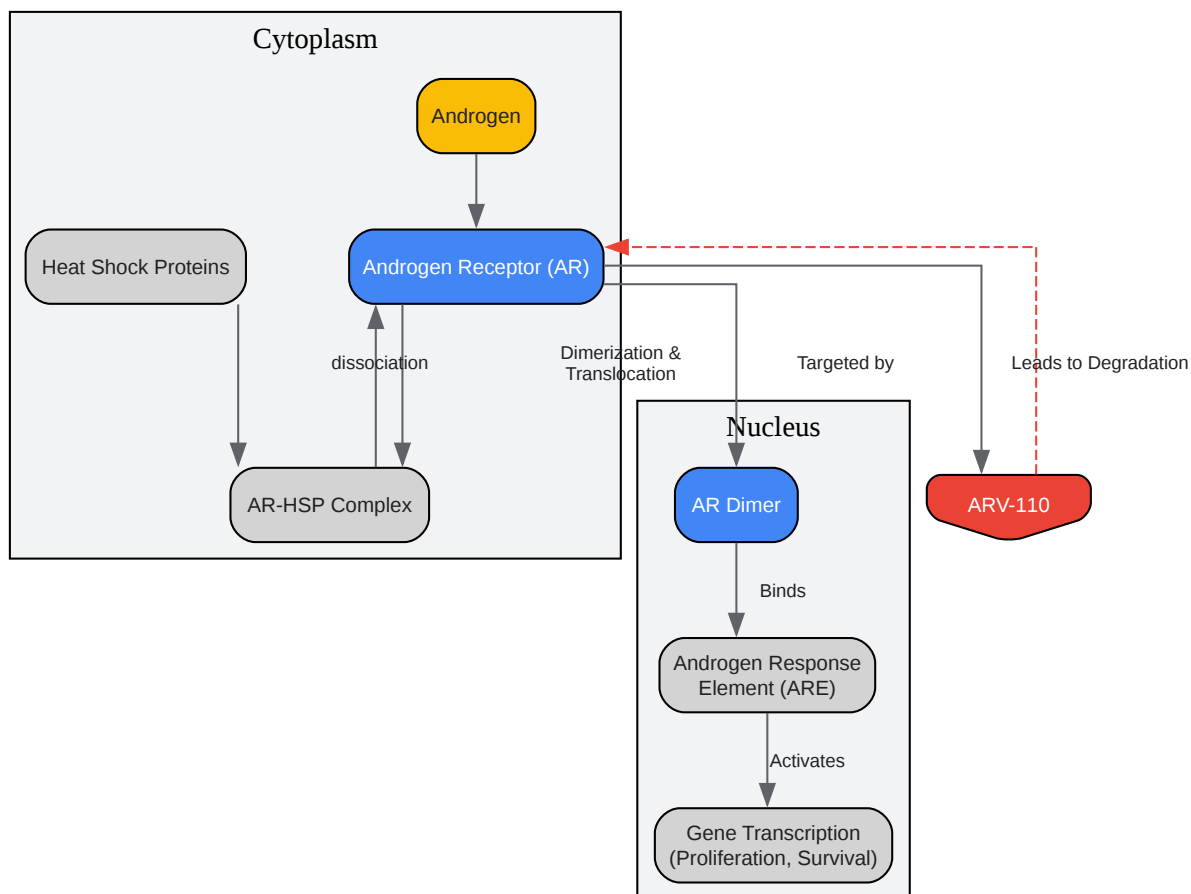 Cytoplasm
Androgen
Heat Shock Proteins
Androgen Receptor (AR)
dissociation
Dimerization &
Translocation
Targeted by
Leads to Degradation
Nucleus
AR-HSP Complex
AR Dimer
ARV-110
Binds
Androgen Response
Element (ARE)
Activates
Gene Transcription
(Proliferation, Survival)